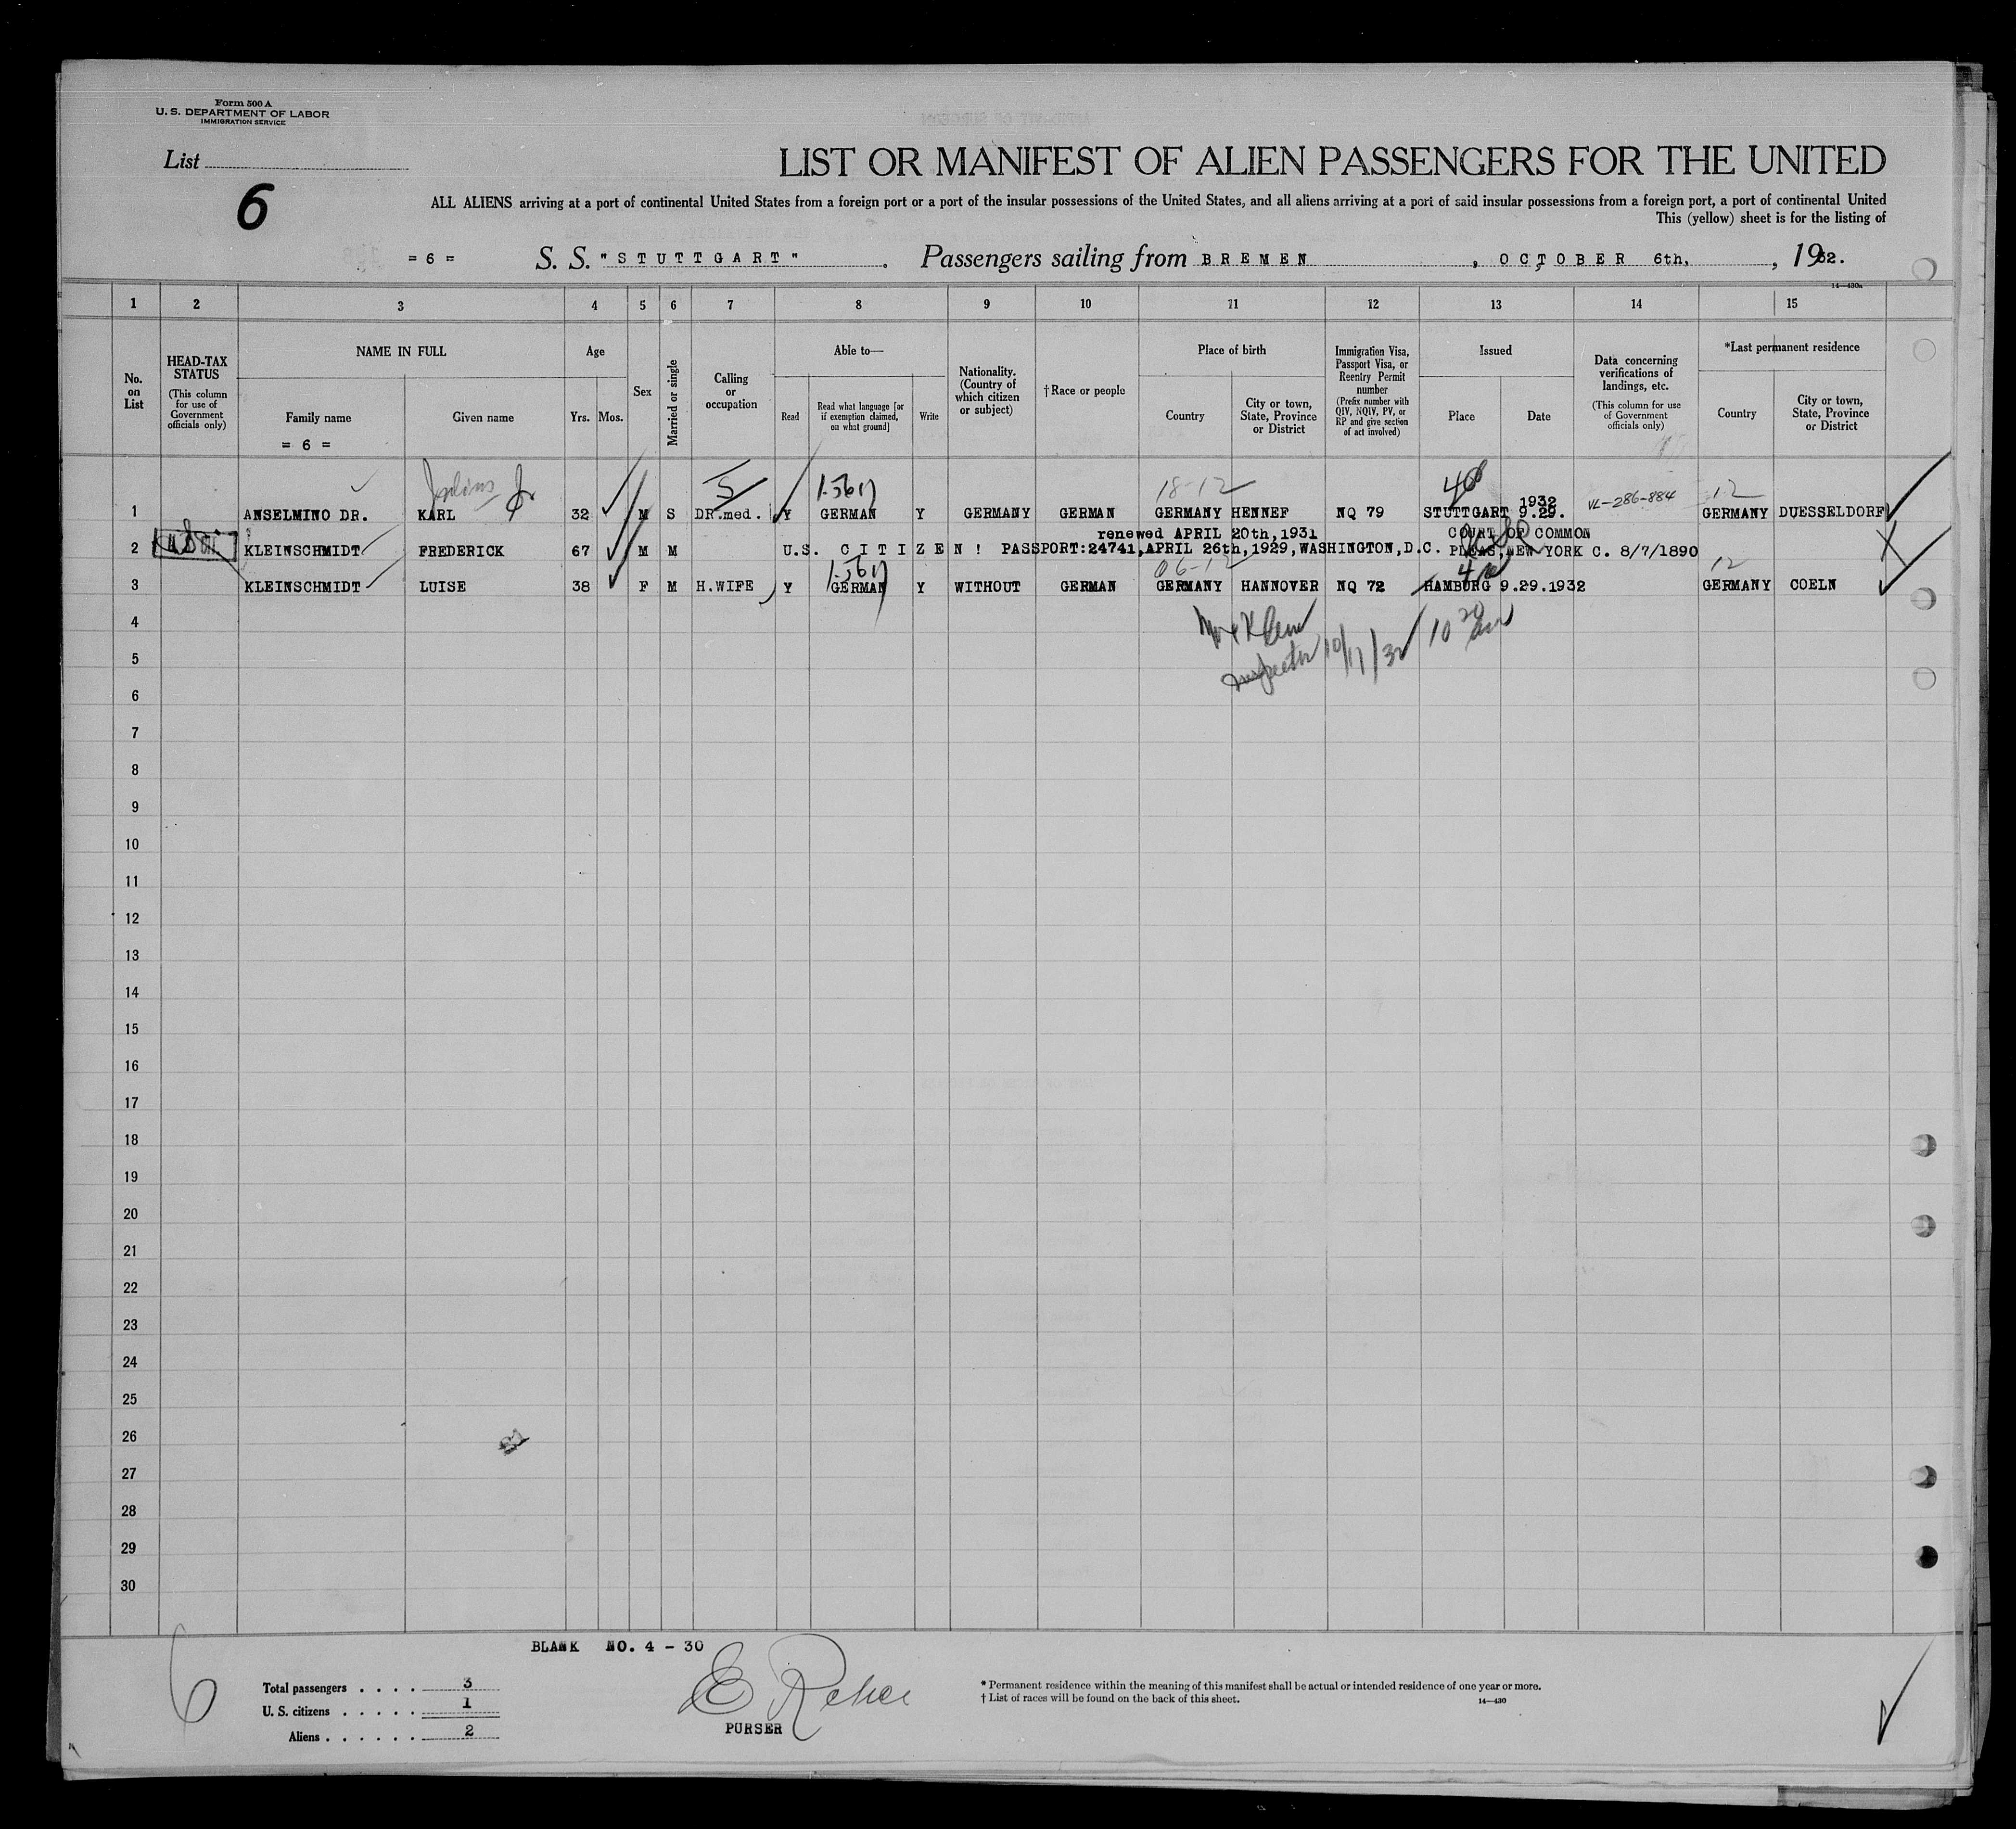 Form 500 A
U. S. DEPARTMENT OF LABOR
IMMIGRATION SERVICE
List
6
LIST OR MANIFEST OF ALIEN PASSENGERS FOR THE UNITED
ALL ALIENS arriving at a port of continental United States from a foreign port or a port of the insular possessions of the United States, and all aliens arriving at a port of said insular possessions from a foreign port, a port of continental United
This (yellow) sheet is for the listing of
= 6 = S. S. "STUTTGART" . Passengers sailing from BREMEN , OCTOBER 6th, , 1932.
14—430a
1 2 3 4 5 6 7 8 9 10 11 12 13 14 15
No. on List
HEAD-TAX STATUS
(This column for use of Government officials only)
NAME IN FULL
Family name
= 6 =
Given name
Age
Yrs. Mos.
Sex
Married or single
Calling or occupation
Able to—
Read
Read what language [or if exemption claimed, on what ground]
Write
Nationality. (Country of which citizen or subject)
† Race or people
Place of birth
Country
City or town, State, Province or District
Immigration Visa, Passport Visa, or Reentry Permit number
(Prefix number with QIV, NQIV, PV, or RP and give section of act involved)
Issued
Place
Date
Data concerning verifications of landings, etc.
(This column for use of Government officials only)
*Last permanent residence
Country
City or town, State, Province or District
Julius 5 18-12 40 1932 VL-286-884 12
1 ANSELMINO DR. KARL 32 M S DR.med. Y GERMAN Y GERMANY GERMAN GERMANY HENNEF NQ 79 STUTTGART 9.29. GERMANY DUESSELDORF
renewed APRIL 20th,1931 COURT OF COMMON
2 KLEINSCHMIDT FREDERICK 67 M M U.S. CITIZEN! PASSPORT:24741,APRIL 26th,1929,WASHINGTON,D.C. PLEAS,NEW YORK C. 8/7/1890
06-12 12
3 KLEINSCHMIDT LUISE 38 F M H.WIFE Y GERMAN Y WITHOUT GERMAN GERMANY HANNOVER NQ 72 HAMBURG 9.29.1932 GERMANY COELN
4
Inspector 10/17/32
5
6
7
8
9
10
11
12
13
14
15
16
17
18
19
20
21
22
23
24
25
26
27
28
29
30
BLANK NO. 4 - 30
6
Total passengers . . . . 3
U. S. citizens . . . . . 1
Aliens . . . . . . 2
PURSER
* Permanent residence within the meaning of this manifest shall be actual or intended residence of one year or more.
† List of races will be found on the back of this sheet.
14—430